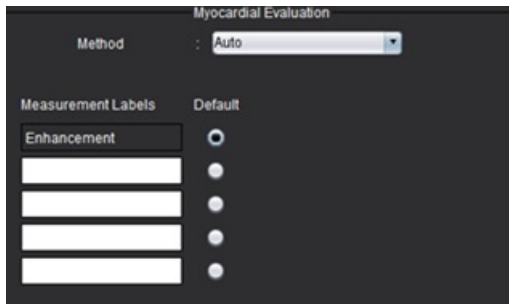 Myocardial Evaluation
Method : Auto
Measurement Labels Default
Enhancement